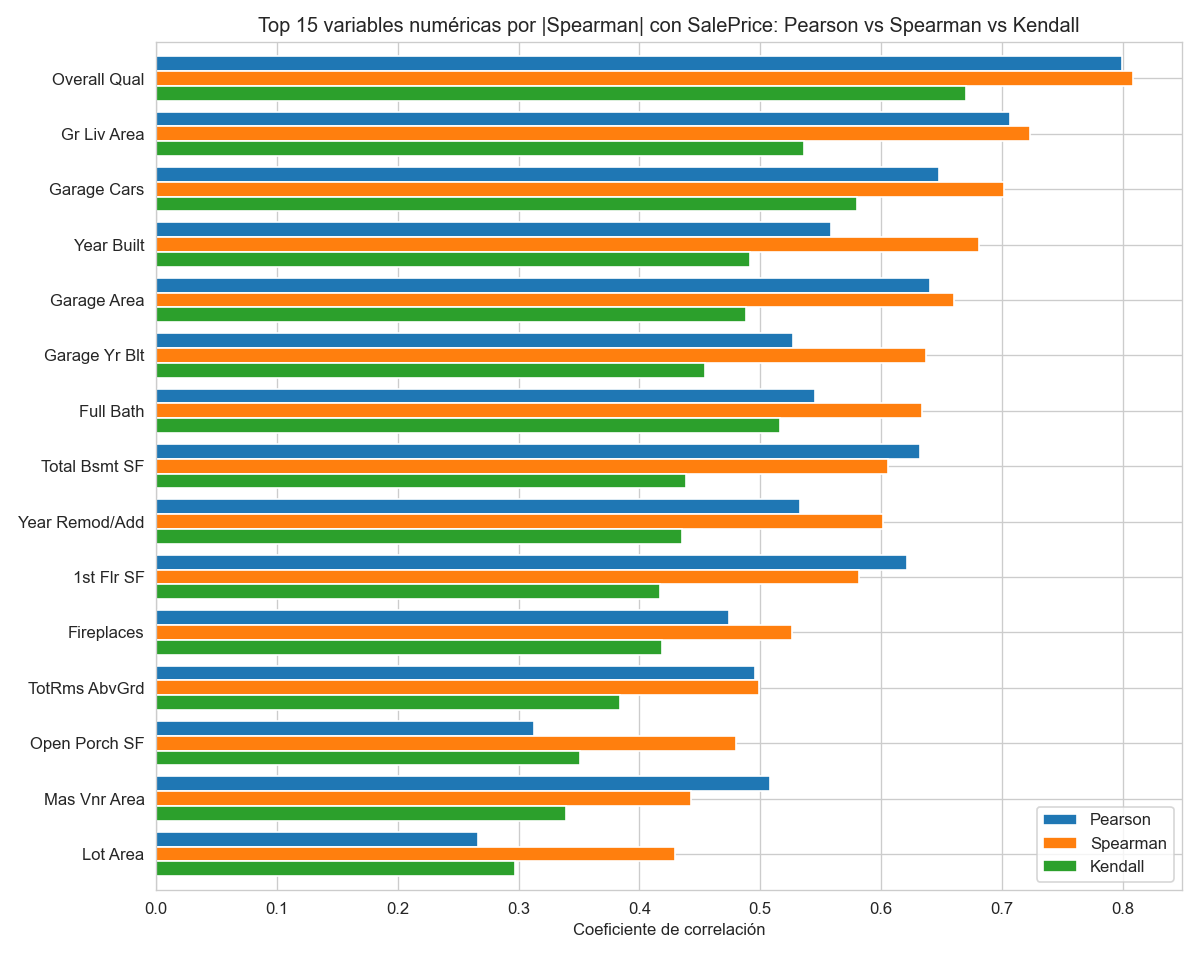 Top 15 variables numéricas por |Spearman| con SalePrice: Pearson vs Spearman vs Kendall
Overall Qual
Gr Liv Area
Garage Cars
Year Built
Garage Area
Garage Yr Blt
Full Bath
Total Bsmt SF
Year Remod/Add
1st Flr SF
Fireplaces
TotRms AbvGrd
Open Porch SF
Mas Vnr Area
Lot Area
Pearson
Spearman
Kendall
0.0 0.1 0.2 0.3 0.4 0.5 0.6 0.7 0.8
Coeficiente de correlación